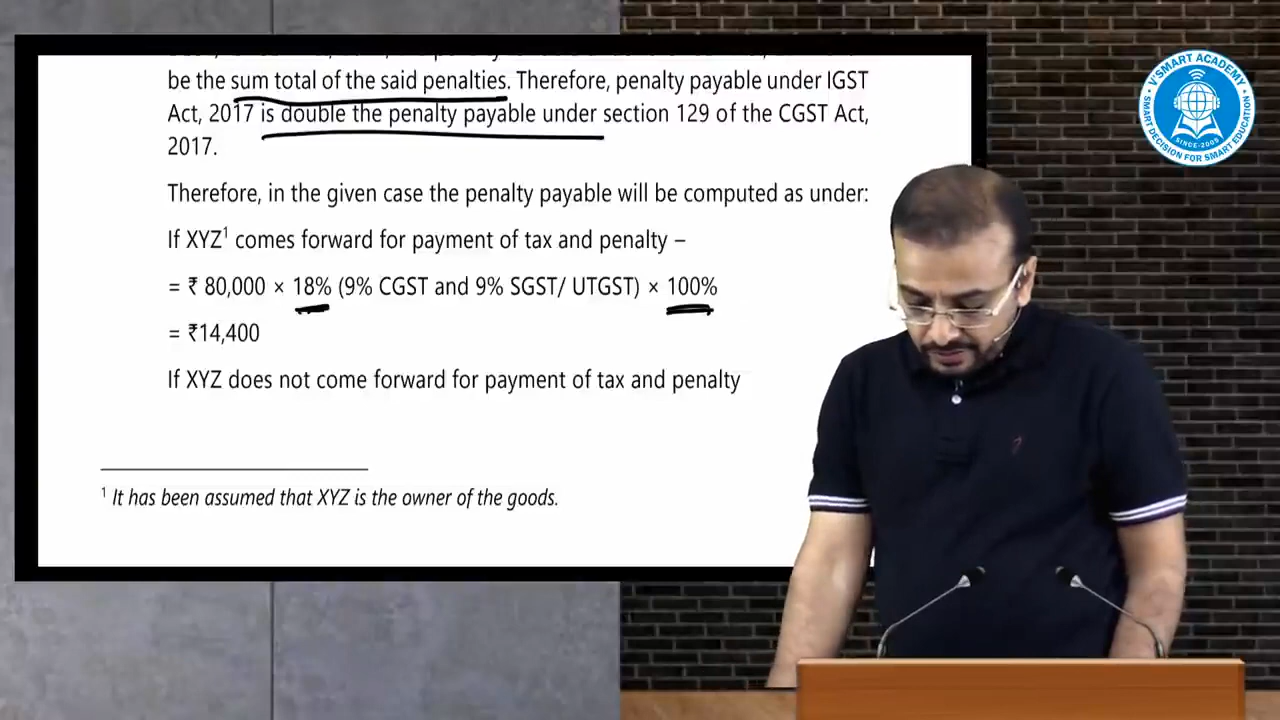 be the sum total of the said penalties. Therefore, penalty payable under IGST
Act, 2017 is double the penalty payable under section 129 of the CGST Act,
2017.
Therefore, in the given case the penalty payable will be computed as under:
If XYZ¹ comes forward for payment of tax and penalty –
= ₹ 80,000 × 18% (9% CGST and 9% SGST/ UTGST) × 100%
= ₹14,400
If XYZ does not come forward for payment of tax and penalty
¹ It has been assumed that XYZ is the owner of the goods.
V'SMART ACADEMY
SMART DECISION FOR SMART EDUCATION
SINCE-2005